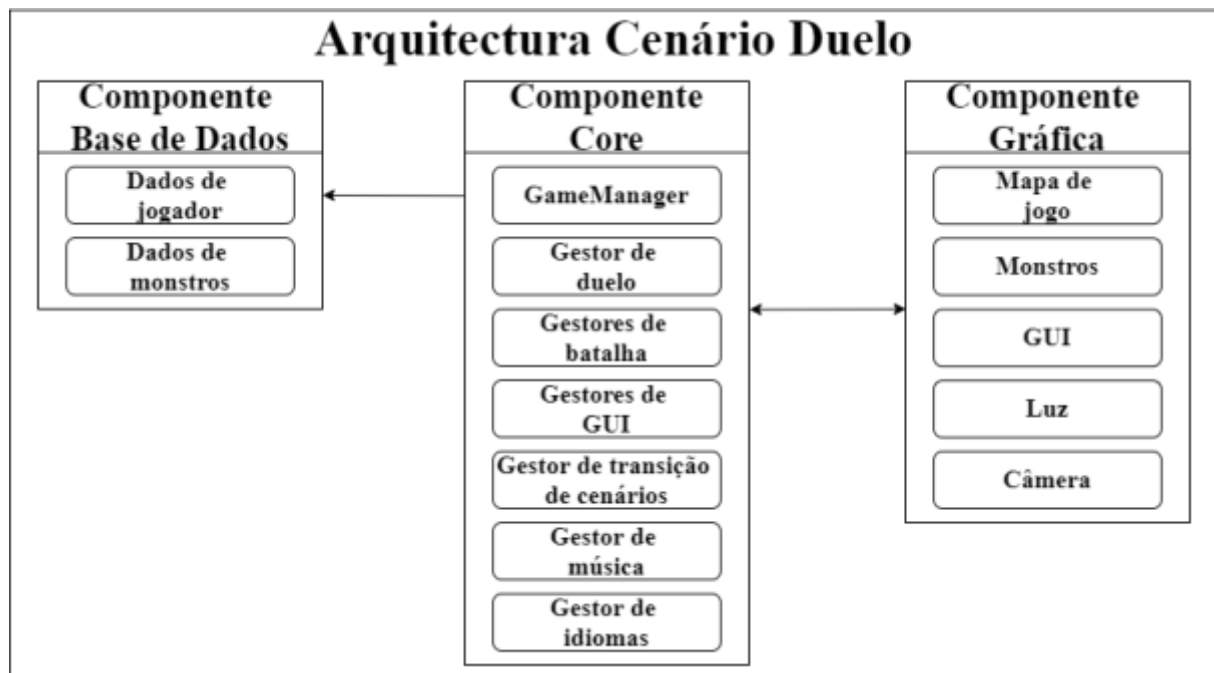 Arquitectura Cenário Duelo
Componente
Base de Dados
Dados de
jogador
Dados de
monstros
Componente
Core
GameManager
Gestor de
duelo
Gestores de
batalha
Gestores de
GUI
Gestor de transição
de cenários
Gestor de
música
Gestor de
idiomas
Componente
Gráfica
Mapa de
jogo
Monstros
GUI
Luz
Câmera